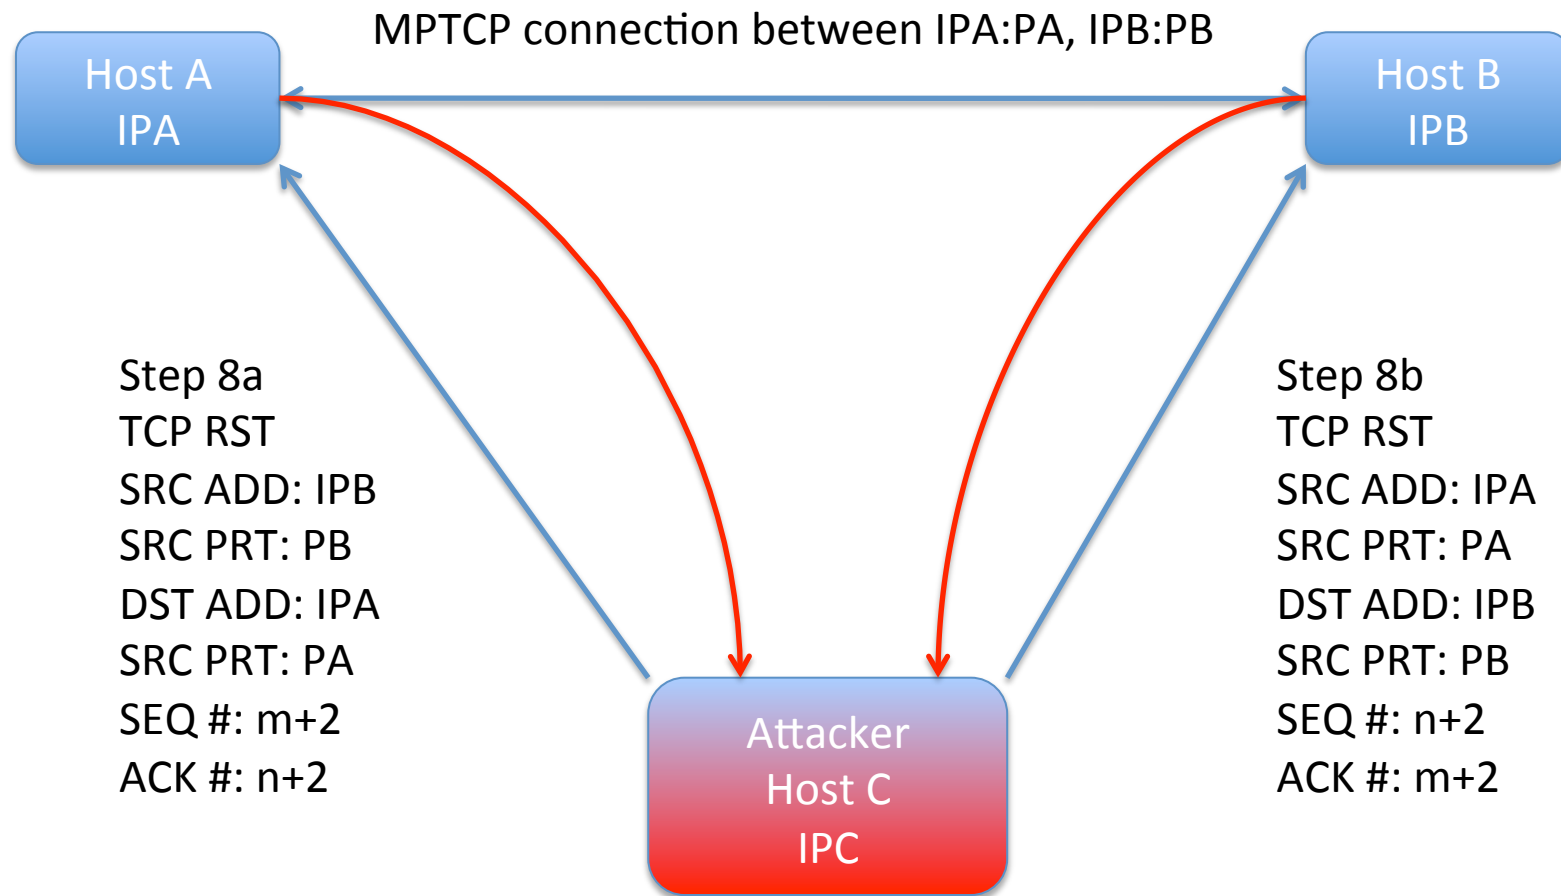 MPTCP connection between IPA:PA, IPB:PB
Host A
IPA
Host B
IPB
Step 8a
TCP RST
SRC ADD: IPB
SRC PRT: PB
DST ADD: IPA
SRC PRT: PA
SEQ #: m+2
ACK #: n+2
Step 8b
TCP RST
SRC ADD: IPA
SRC PRT: PA
DST ADD: IPB
SRC PRT: PB
SEQ #: n+2
ACK #: m+2
Attacker
Host C
IPC